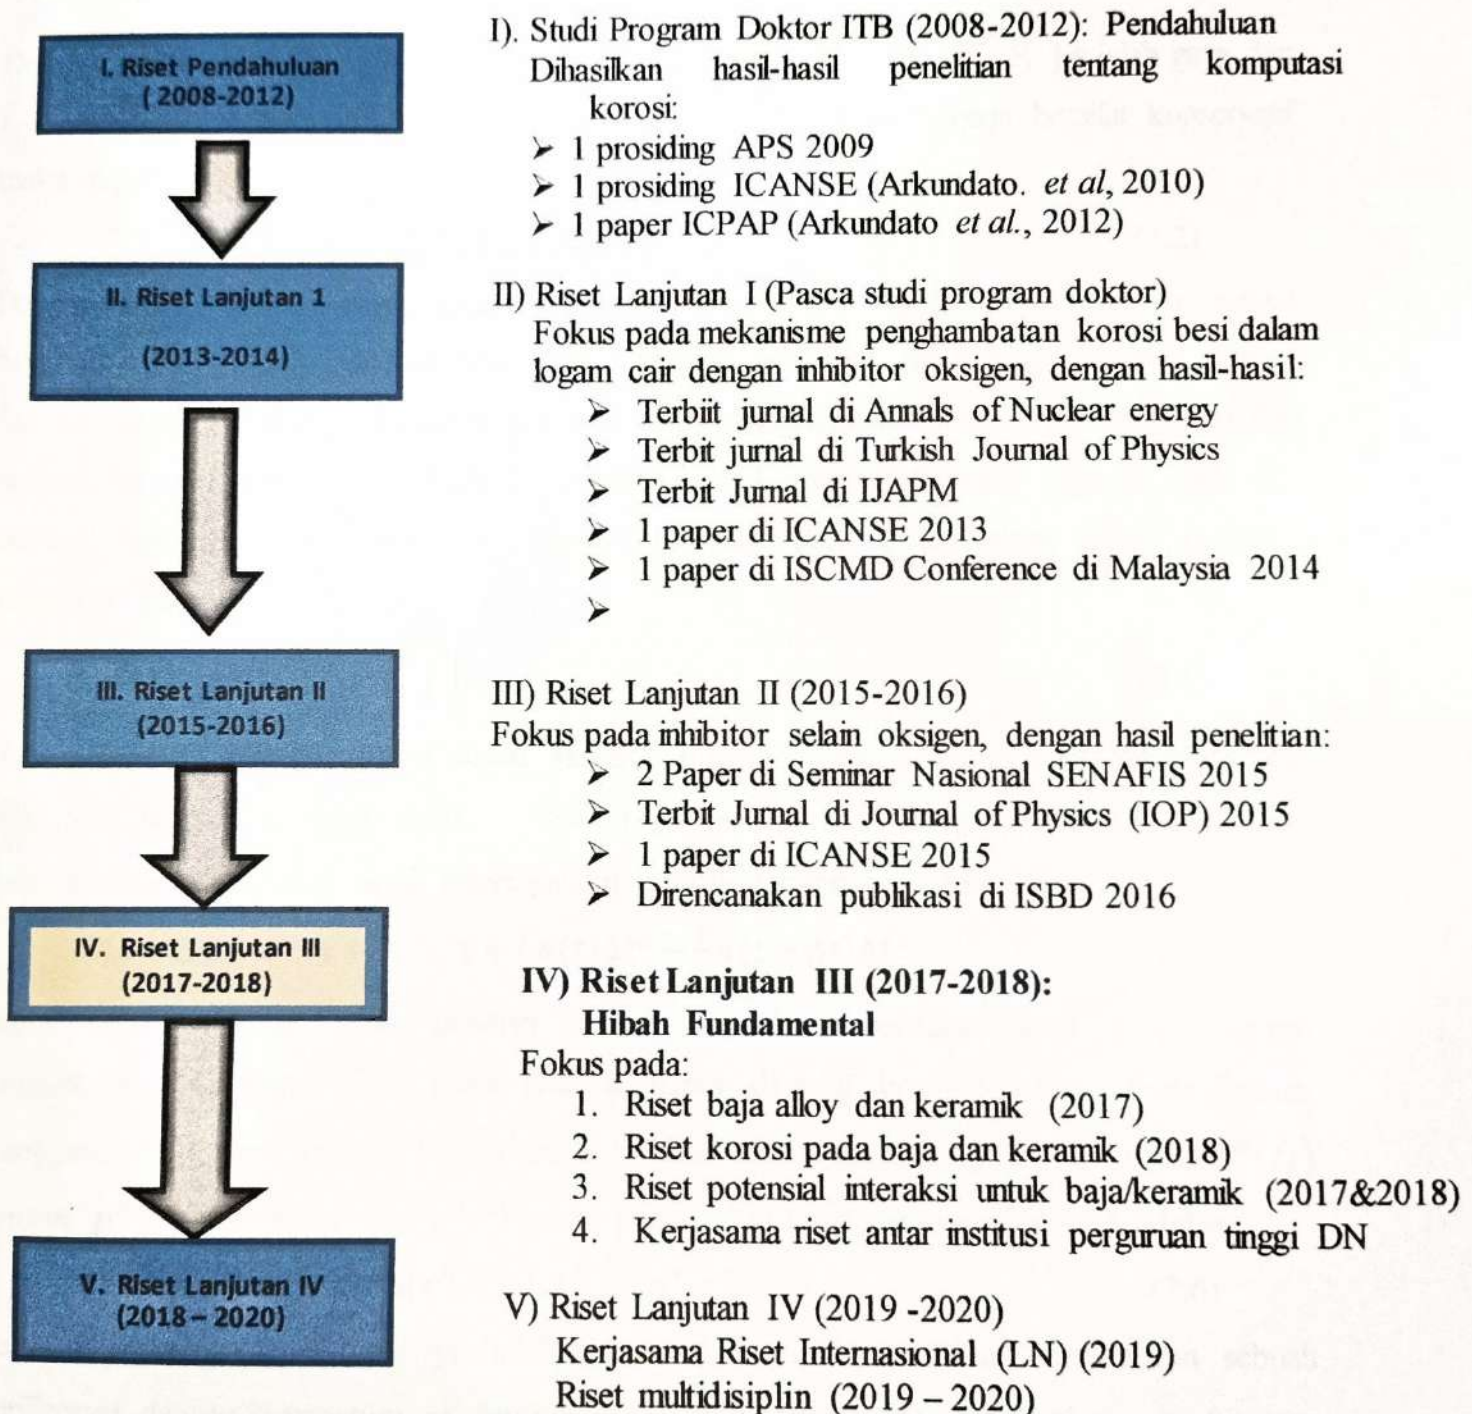 I. Riset Pendahuluan
( 2008-2012)
I). Studi Program Doktor ITB (2008-2012): Pendahuluan
Dihasilkan hasil-hasil penelitian tentang komputasi
korosi:
➢ 1 prosiding APS 2009
➢ 1 prosiding ICANSE (Arkundato. et al, 2010)
➢ 1 paper ICPAP (Arkundato et al., 2012)
II. Riset Lanjutan 1
(2013-2014)
II) Riset Lanjutan I (Pasca studi program doktor)
Fokus pada mekanisme penghambatan korosi besi dalam
logam cair dengan inhibitor oksigen, dengan hasil-hasil:
➢ Terbiit jurnal di Annals of Nuclear energy
➢ Terbit jurnal di Turkish Journal of Physics
➢ Terbit Jurnal di IJAPM
➢ 1 paper di ICANSE 2013
➢ 1 paper di ISCMD Conference di Malaysia 2014
➢
III. Riset Lanjutan II
(2015-2016)
III) Riset Lanjutan II (2015-2016)
Fokus pada inhibitor selain oksigen, dengan hasil penelitian:
➢ 2 Paper di Seminar Nasional SENAFIS 2015
➢ Terbit Jurnal di Journal of Physics (IOP) 2015
➢ 1 paper di ICANSE 2015
➢ Direncanakan publikasi di ISBD 2016
IV. Riset Lanjutan III
(2017-2018)
IV) Riset Lanjutan III (2017-2018):
Hibah Fundamental
Fokus pada:
1. Riset baja alloy dan keramik (2017)
2. Riset korosi pada baja dan keramik (2018)
3. Riset potensial interaksi untuk baja/keramik (2017&2018)
4. Kerjasama riset antar institusi perguruan tinggi DN
V. Riset Lanjutan IV
(2018 – 2020)
V) Riset Lanjutan IV (2019 -2020)
Kerjasama Riset Internasional (LN) (2019)
Riset multidisiplin (2019 – 2020)